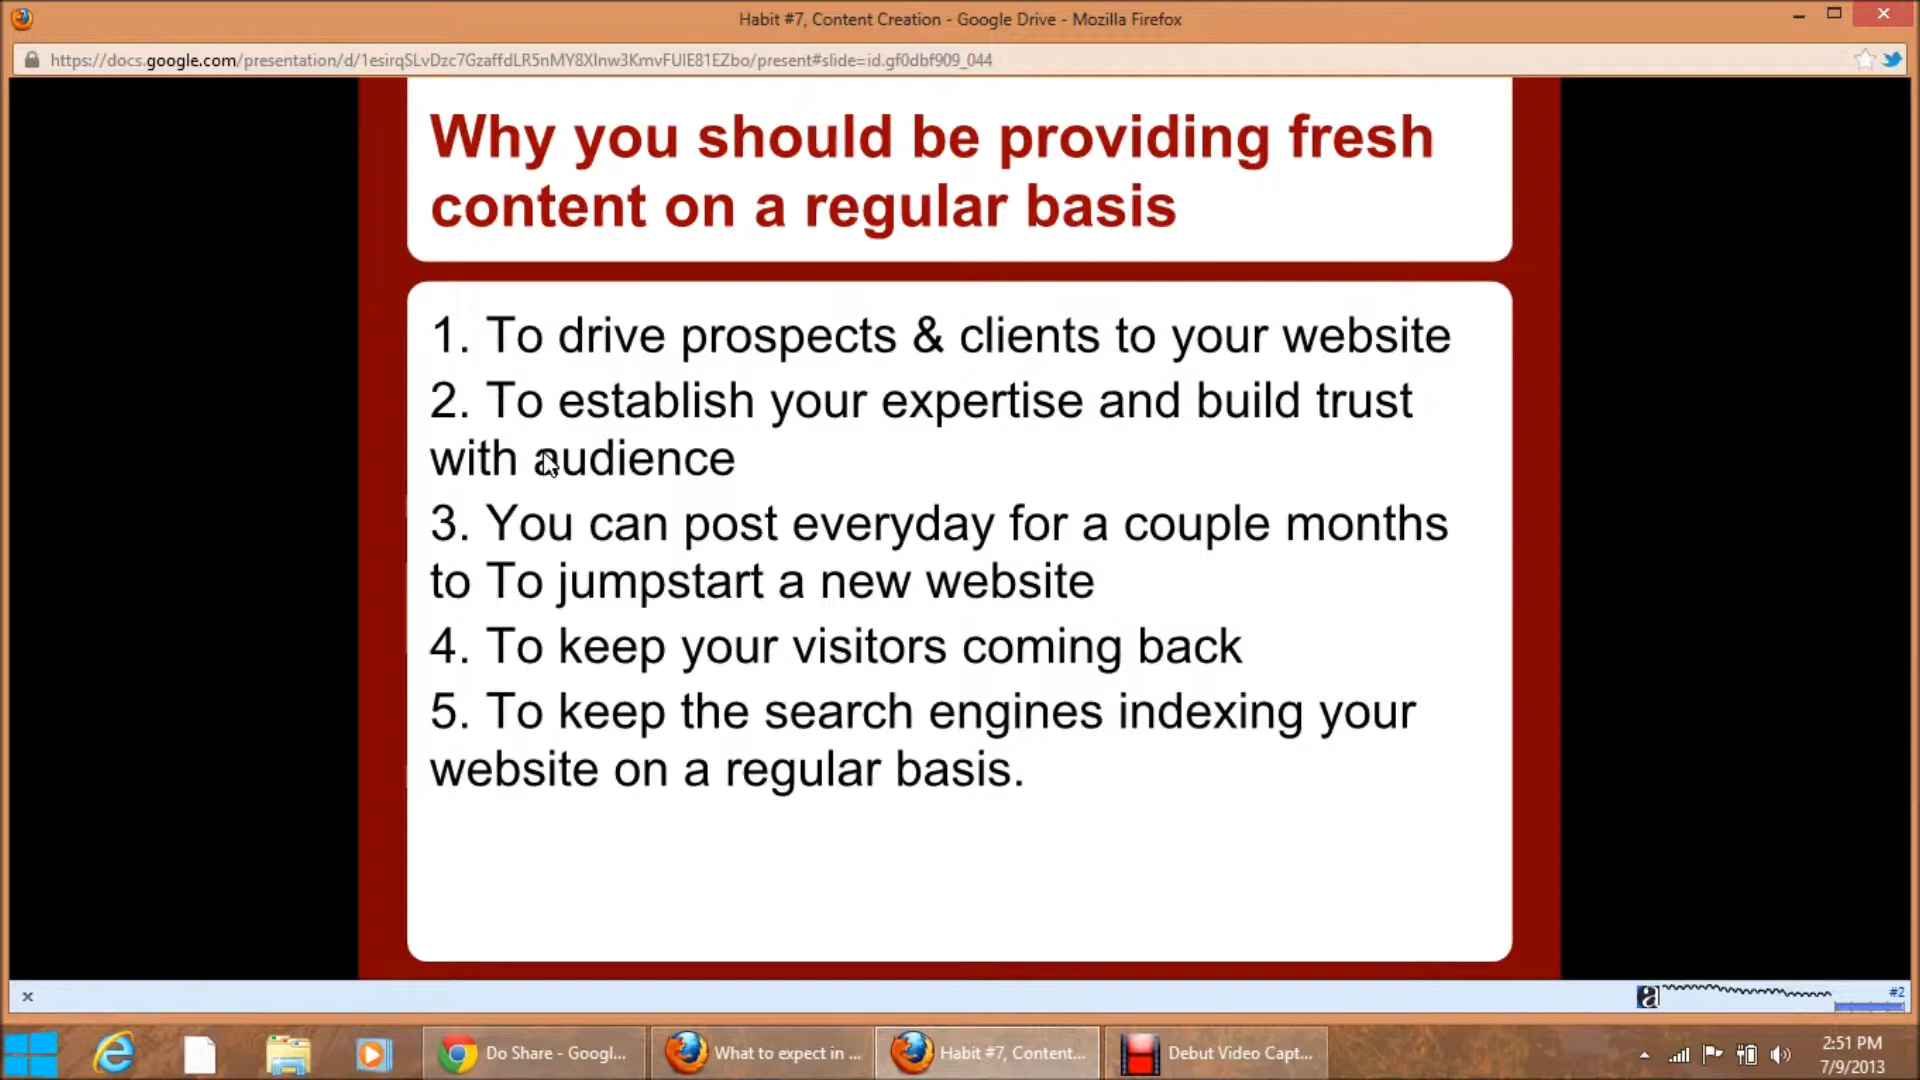 Habit #7, Content Creation - Google Drive - Mozilla Firefox
https://docs.google.com/presentation/d/1esirqSLvDzc7GzaffdLR5nMY8XInw3KmvFUIE81EZbo/present#slide=id.gf0dbf909_044
Why you should be providing fresh
content on a regular basis
1. To drive prospects & clients to your website
2. To establish your expertise and build trust
with audience
3. You can post everyday for a couple months
to To jumpstart a new website
4. To keep your visitors coming back
5. To keep the search engines indexing your
website on a regular basis.
a
#2
Do Share - Googl...
What to expect in ...
Habit #7, Content...
Debut Video Capt...
2:51 PM
7/9/2013